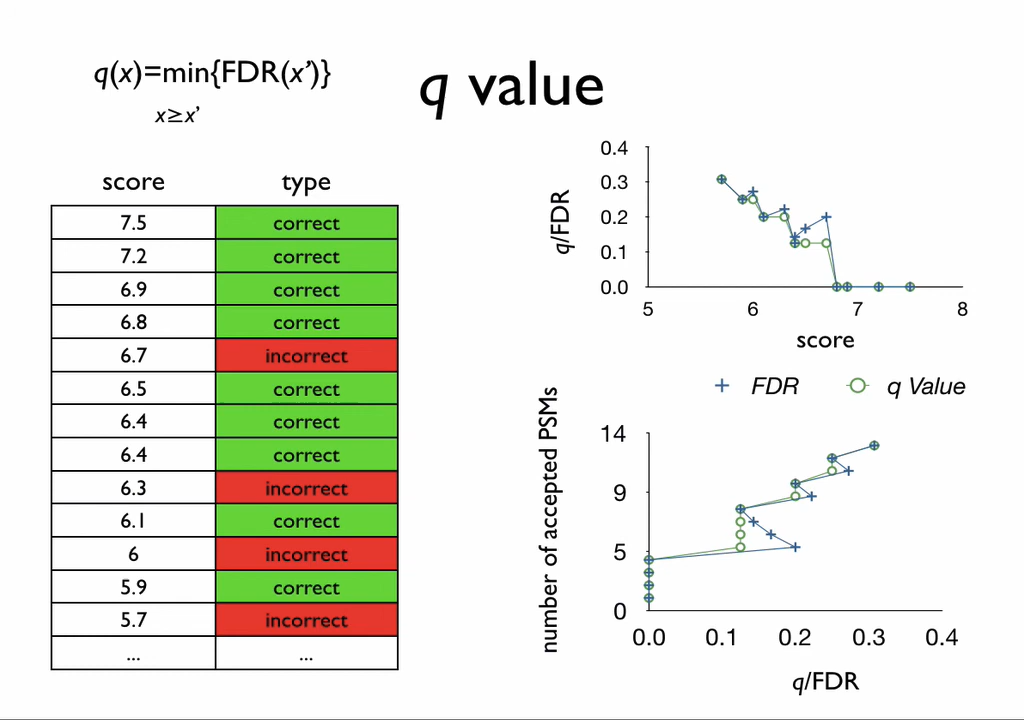 q(x)=min{FDR(x’)}
x≥x’
q value
score type
7.5 correct
7.2 correct
6.9 correct
6.8 correct
6.7 incorrect
6.5 correct
6.4 correct
6.4 correct
6.3 incorrect
6.1 correct
6 incorrect
5.9 correct
5.7 incorrect
... ...
q/FDR
0.4
0.3
0.2
0.1
0.0
5 6 7 8
score
FDR q Value
number of accepted PSMs
14
9
5
0
0.0 0.1 0.2 0.3 0.4
q/FDR